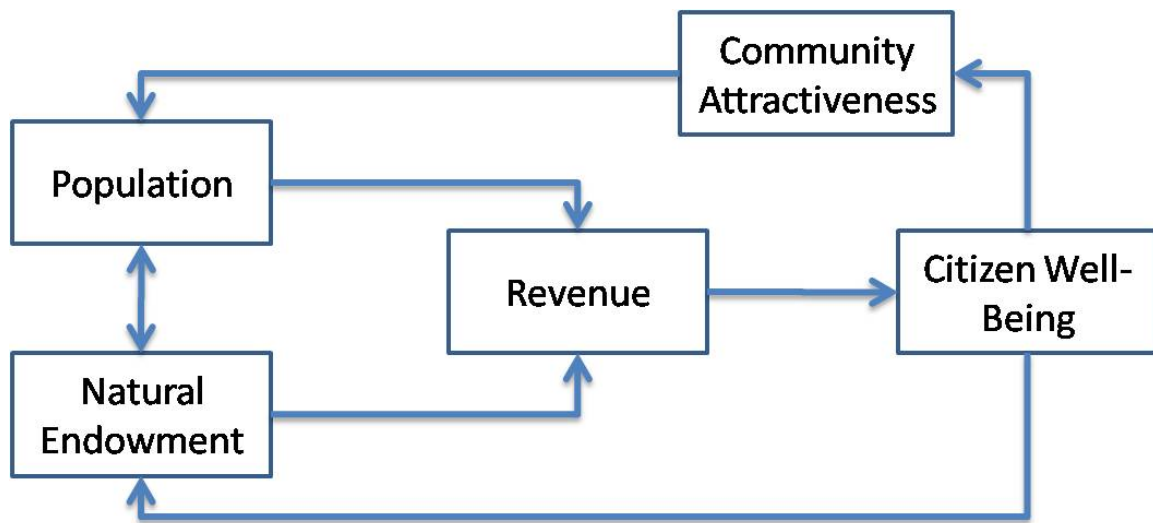 Community
Attractiveness
Population
Revenue
Citizen Well-
Being
Natural
Endowment